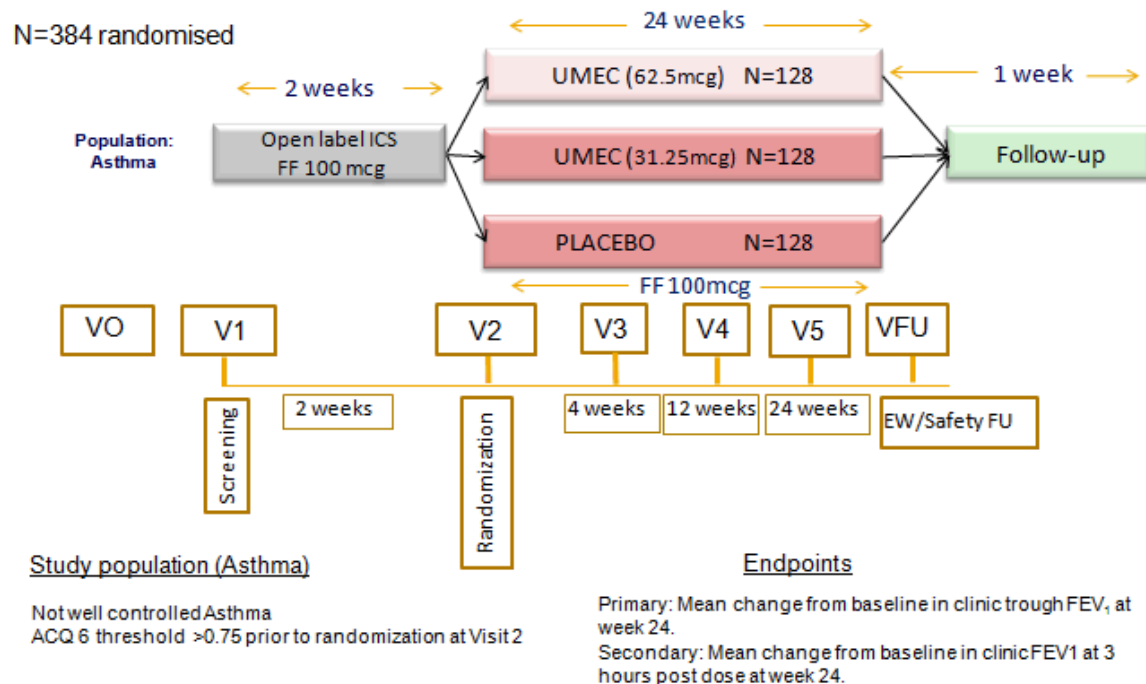 N=384 randomised
24 weeks
2 weeks
1 week
Population:
Asthma
Open label ICS
FF 100 mcg
UMEC (62.5mcg) N=128
UMEC (31.25mcg) N=128
PLACEBO N=128
Follow-up
FF 100mcg
VO
V1
V2
V3
V4
V5
VFU
2 weeks
4 weeks
12 weeks
24 weeks
EW/Safety FU
Screening
Randomization
Study population (Asthma)
Not well controlled Asthma
ACQ 6 threshold >0.75 prior to randomization at Visit 2
Endpoints
Primary: Mean change from baseline in clinic trough FEV₁ at
week 24.
Secondary: Mean change from baseline in clinic FEV1 at 3
hours post dose at week 24.